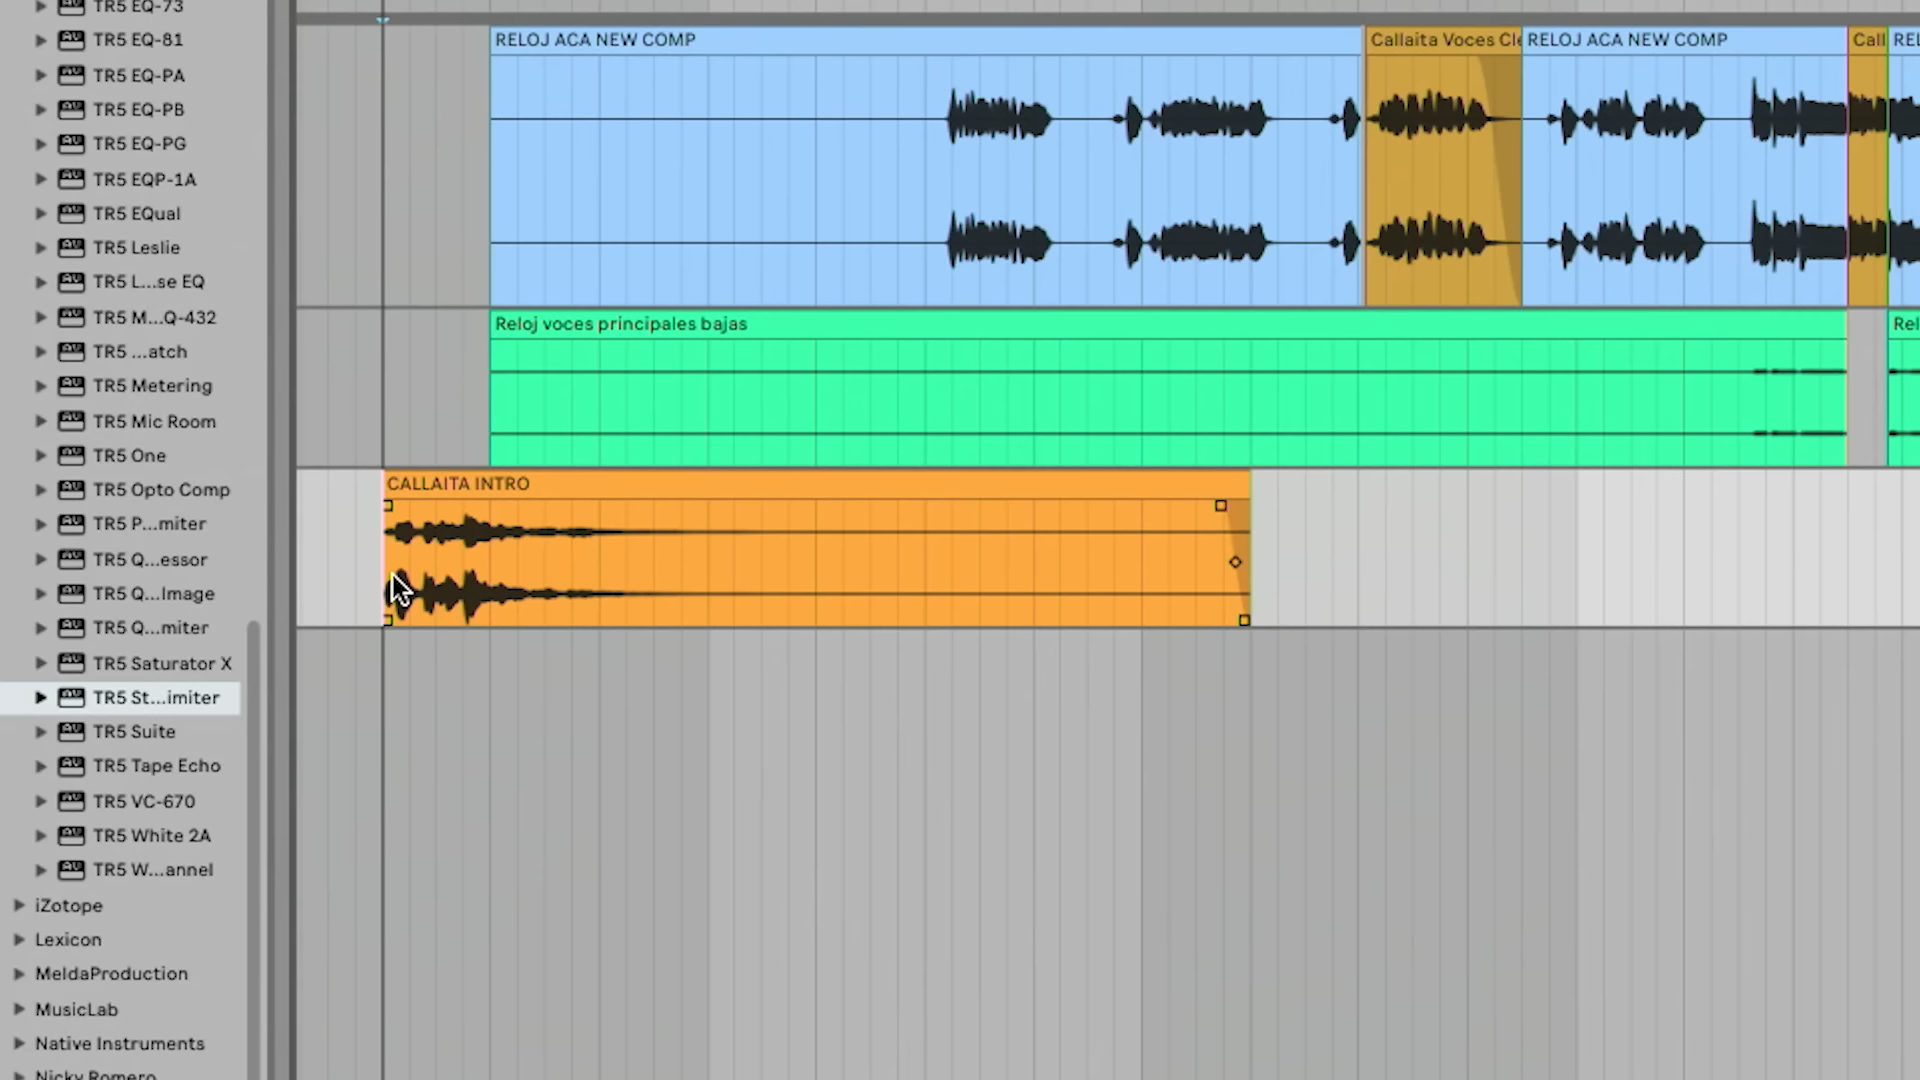 TR5 EQ-73
TR5 EQ-81
TR5 EQ-PA
TR5 EQ-PB
TR5 EQ-PG
TR5 EQP-1A
TR5 EQual
TR5 Leslie
TR5 L...se EQ
TR5 M...Q-432
TR5 ...atch
TR5 Metering
TR5 Mic Room
TR5 One
TR5 Opto Comp
TR5 P...miter
TR5 Q...essor
TR5 Q...Image
TR5 Q...miter
TR5 Saturator X
TR5 St...imiter
TR5 Suite
TR5 Tape Echo
TR5 VC-670
TR5 White 2A
TR5 W...annel
iZotope
Lexicon
MeldaProduction
MusicLab
Native Instruments
Nicky Romero
RELOJ ACA NEW COMP
Callaita Voces Cle
RELOJ ACA NEW COMP
Call
REL
Reloj voces principales bajas
Rel
CALLAITA INTRO